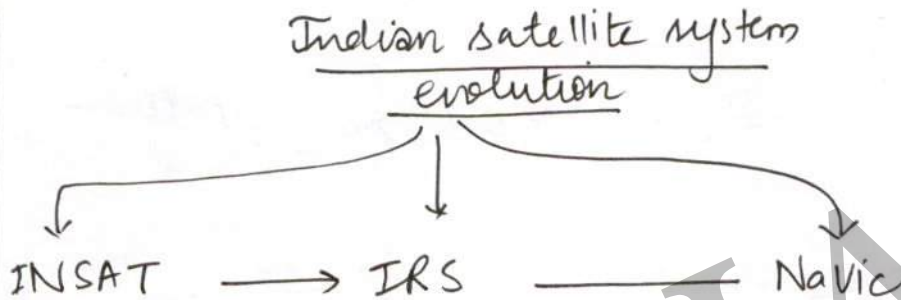 Indian satellite system
evolution
INSAT → IRS — NaVic